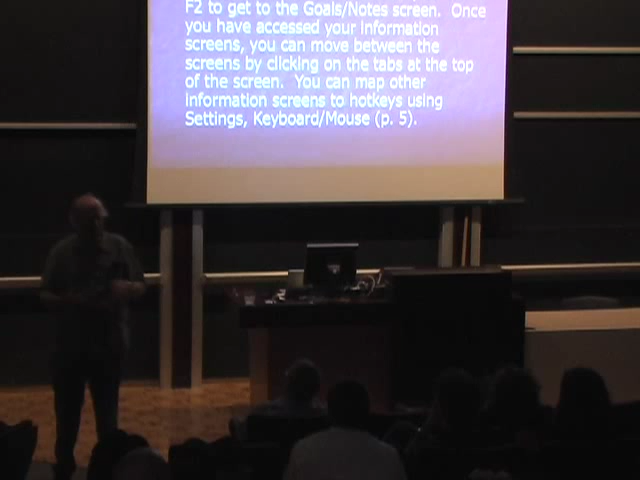 F2 to get to the Goals/Notes screen. Once
you have accessed your information
screens, you can move between the
screens by clicking on the tabs at the top
of the screen. You can map other
information screens to hotkeys using
Settings, Keyboard/Mouse (p. 5).